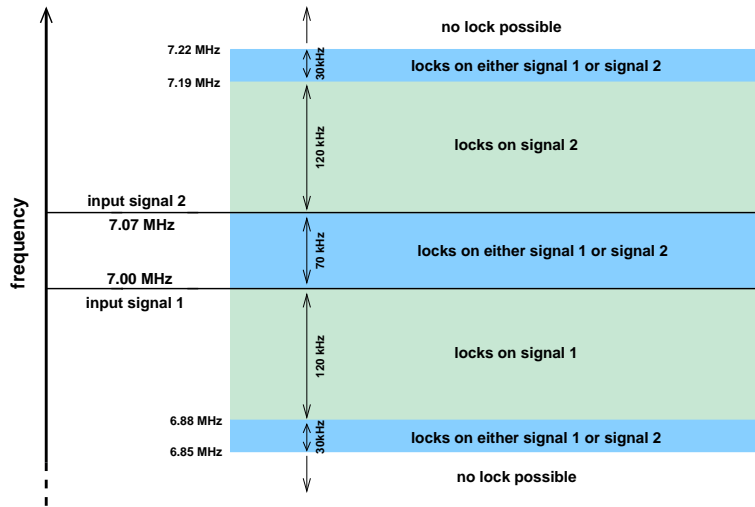 no lock possible
7.22 MHz
30kHz
locks on either signal 1 or signal 2
7.19 MHz
120 kHz
locks on signal 2
input signal 2
7.07 MHz
frequency
70 kHz
locks on either signal 1 or signal 2
7.00 MHz
input signal 1
120 kHz
locks on signal 1
6.88 MHz
30kHz
locks on either signal 1 or signal 2
6.85 MHz
no lock possible